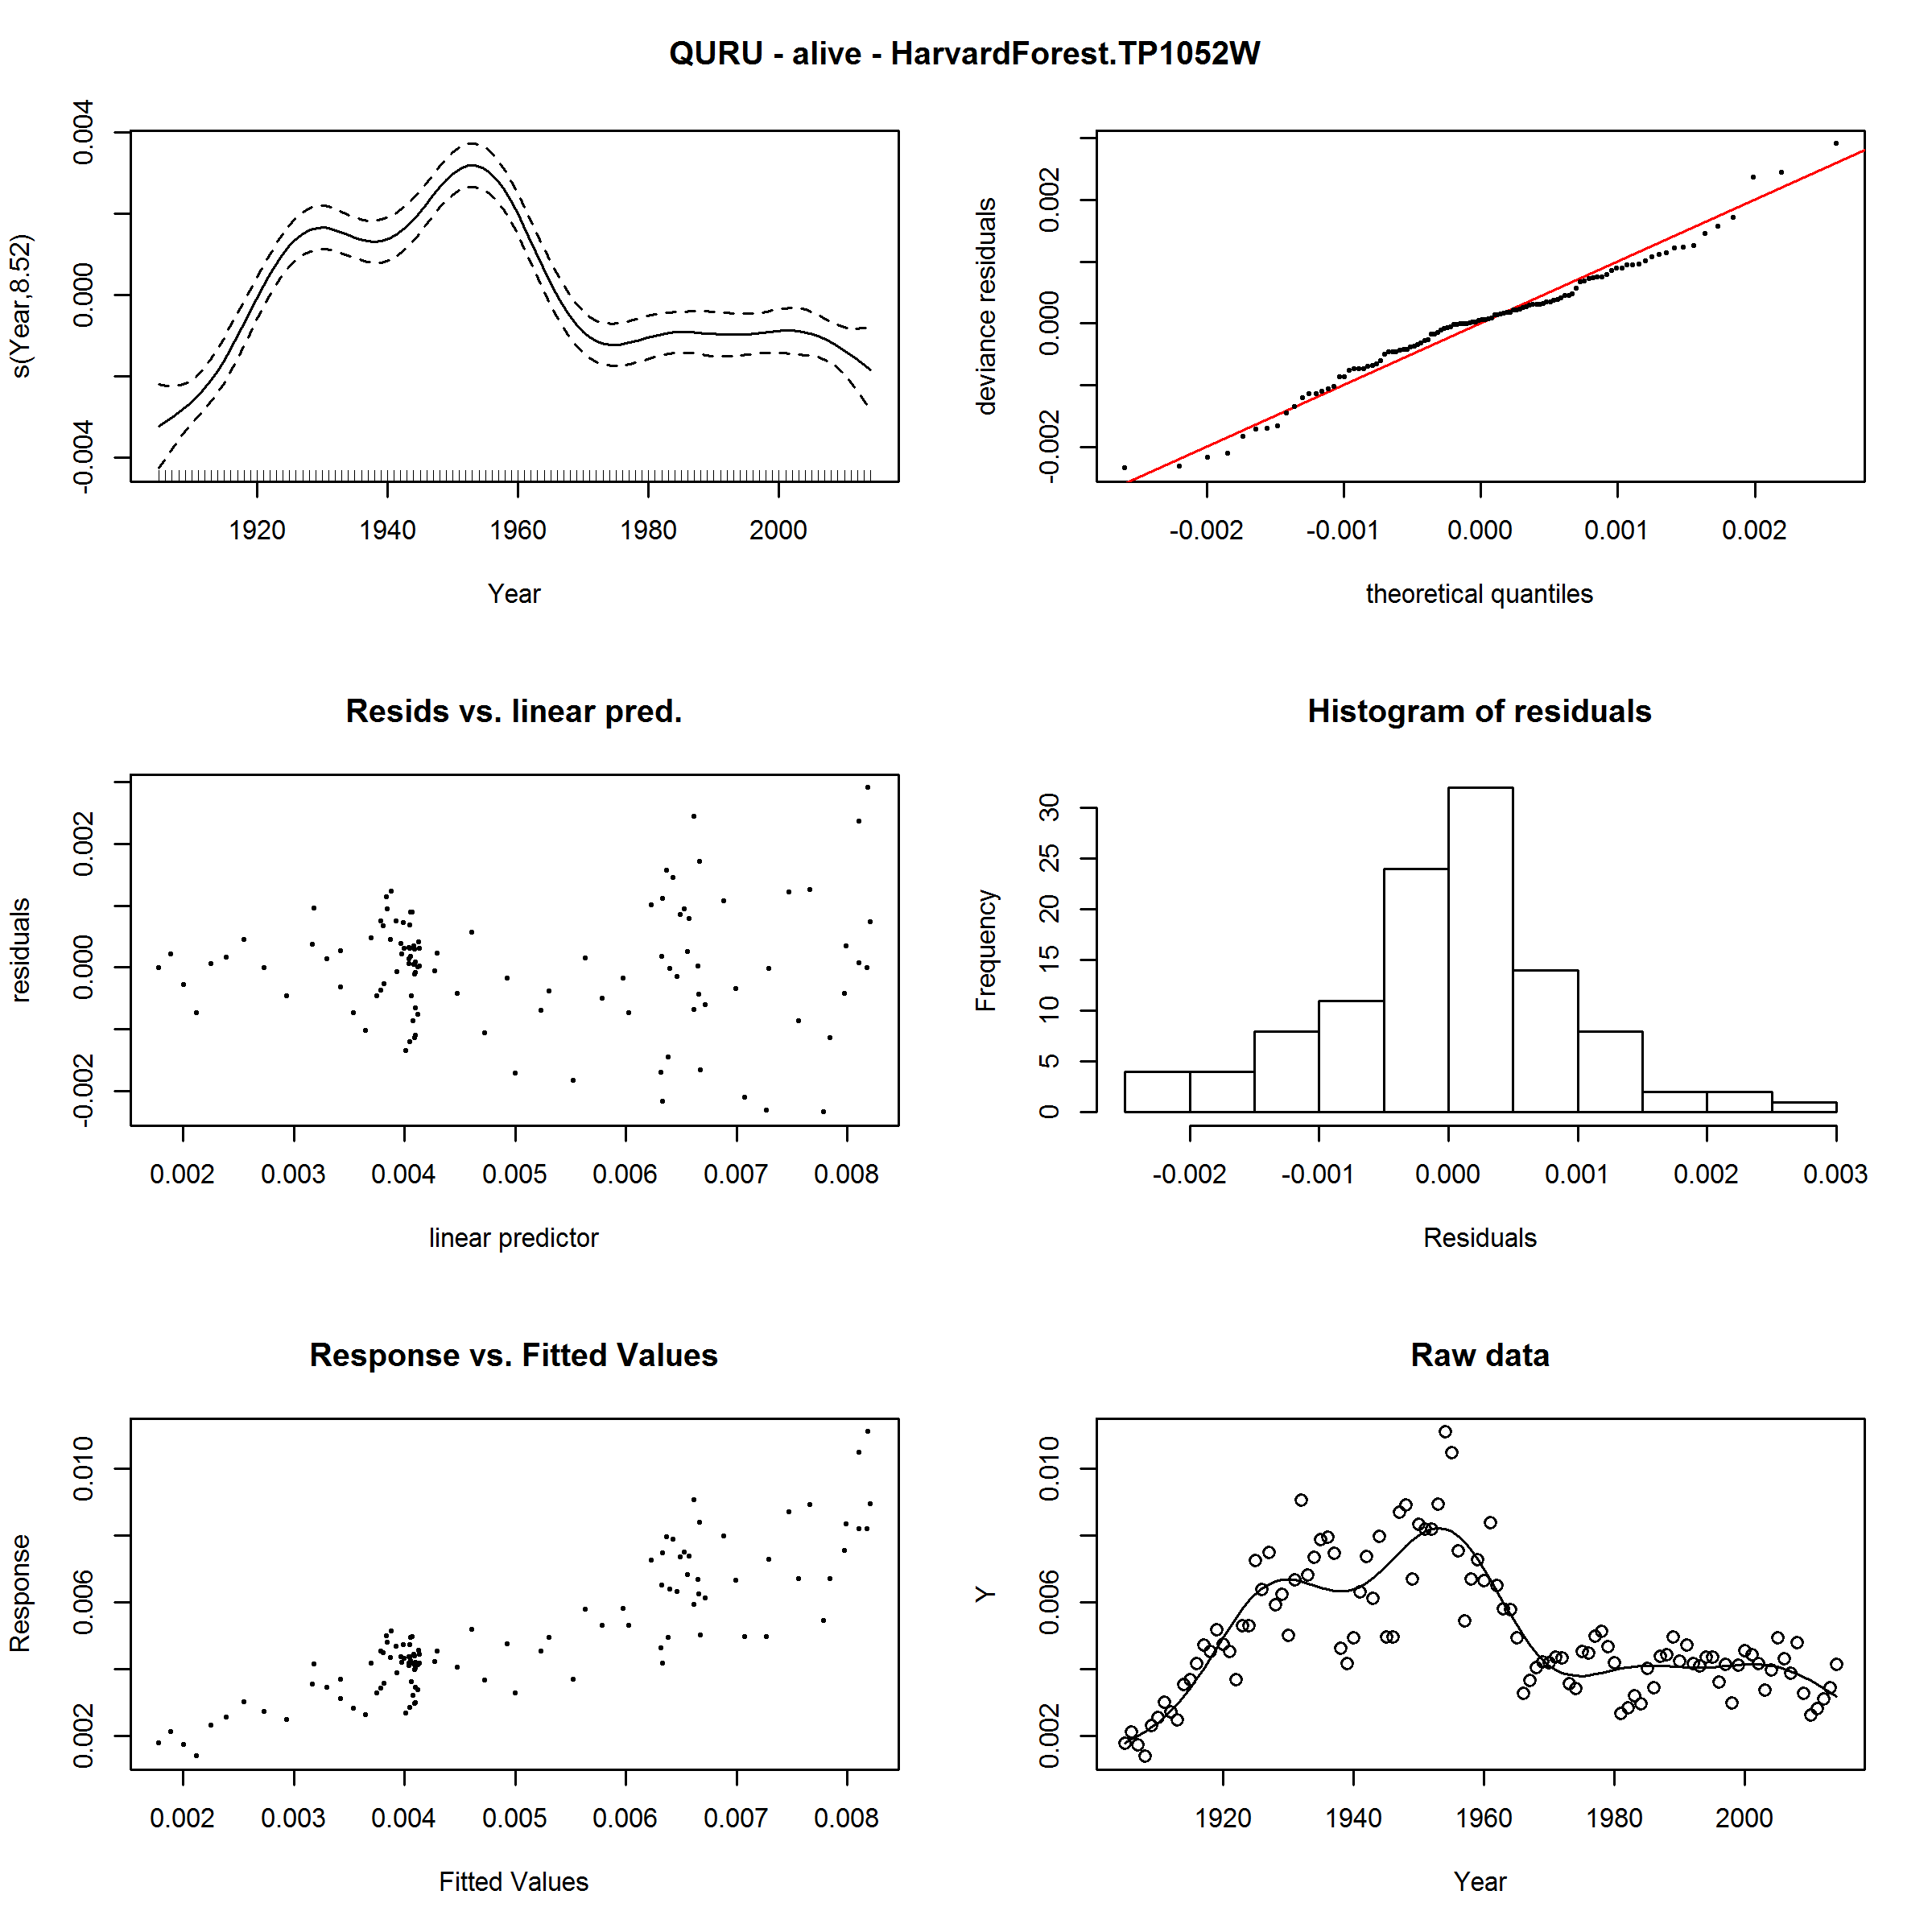 QURU - alive - HarvardForest.TP1052W
s(Year,8.52)
0.004
0.000
-0.004
1920 1940 1960 1980 2000
Year
deviance residuals
0.002
0.000
-0.002
-0.002 -0.001 0.000 0.001 0.002
theoretical quantiles
Resids vs. linear pred.
residuals
0.002
0.000
-0.002
0.002 0.003 0.004 0.005 0.006 0.007 0.008
linear predictor
Histogram of residuals
Frequency
30
25
20
15
10
5
0
-0.002 -0.001 0.000 0.001 0.002 0.003
Residuals
Response vs. Fitted Values
Response
0.010
0.006
0.002
0.002 0.003 0.004 0.005 0.006 0.007 0.008
Fitted Values
Raw data
Y
0.010
0.006
0.002
1920 1940 1960 1980 2000
Year